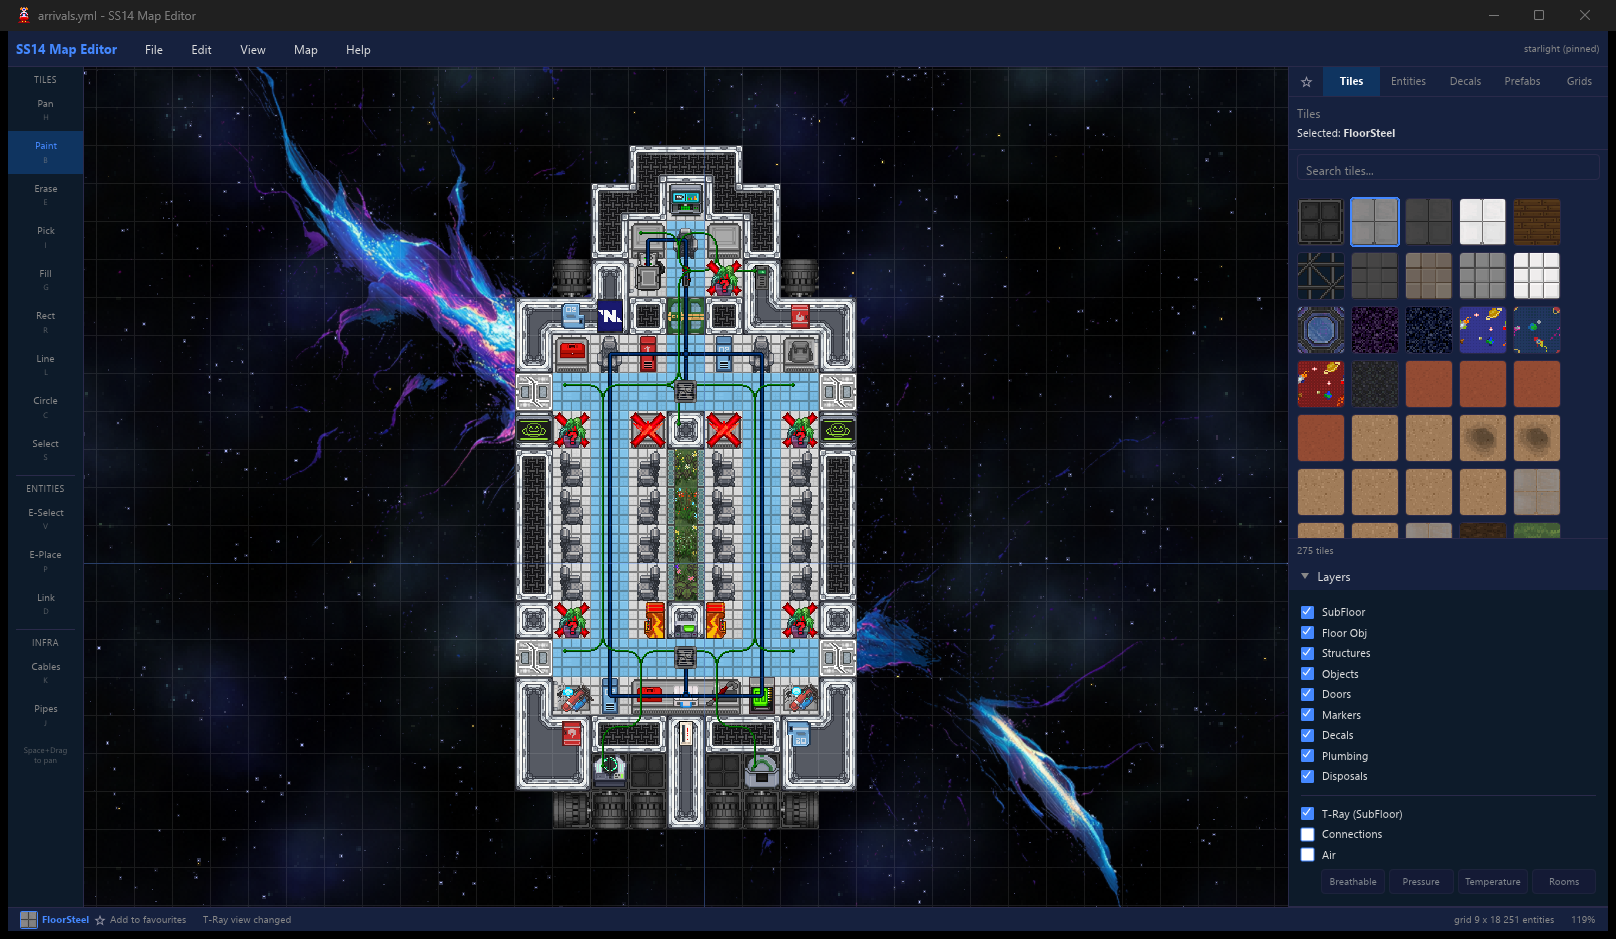 arrivals.yml - SS14 Map Editor
SS14 Map Editor
File
Edit
View
Map
Help
starlight (pinned)
TILES
Pan
H
Paint
B
Erase
E
Pick
I
Fill
G
Rect
R
Line
L
Circle
C
Select
S
ENTITIES
E-Select
V
E-Place
P
Link
D
INFRA
Cables
K
Pipes
J
Space+Drag
to pan
Tiles
Entities
Decals
Prefabs
Grids
Tiles
Selected: FloorSteel
Search tiles...
275 tiles
Layers
SubFloor
Floor Obj
Structures
Objects
Doors
Markers
Decals
Plumbing
Disposals
T-Ray (SubFloor)
Connections
Air
Breathable
Pressure
Temperature
Rooms
FloorSteel
Add to favourites
T-Ray view changed
grid 9 x 18 251 entities
119%